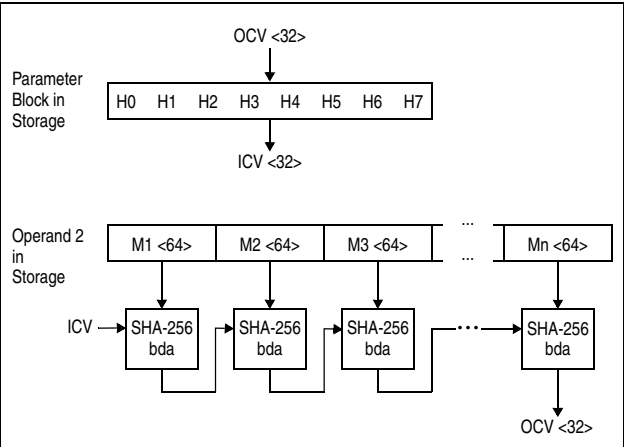 OCV <32>
Parameter
Block in
Storage
H0 H1 H2 H3 H4 H5 H6 H7
ICV <32>
Operand 2
in
Storage
M1 <64> M2 <64> M3 <64> ... ... Mn <64>
ICV SHA-256 bda SHA-256 bda SHA-256 bda ... SHA-256 bda
OCV <32>